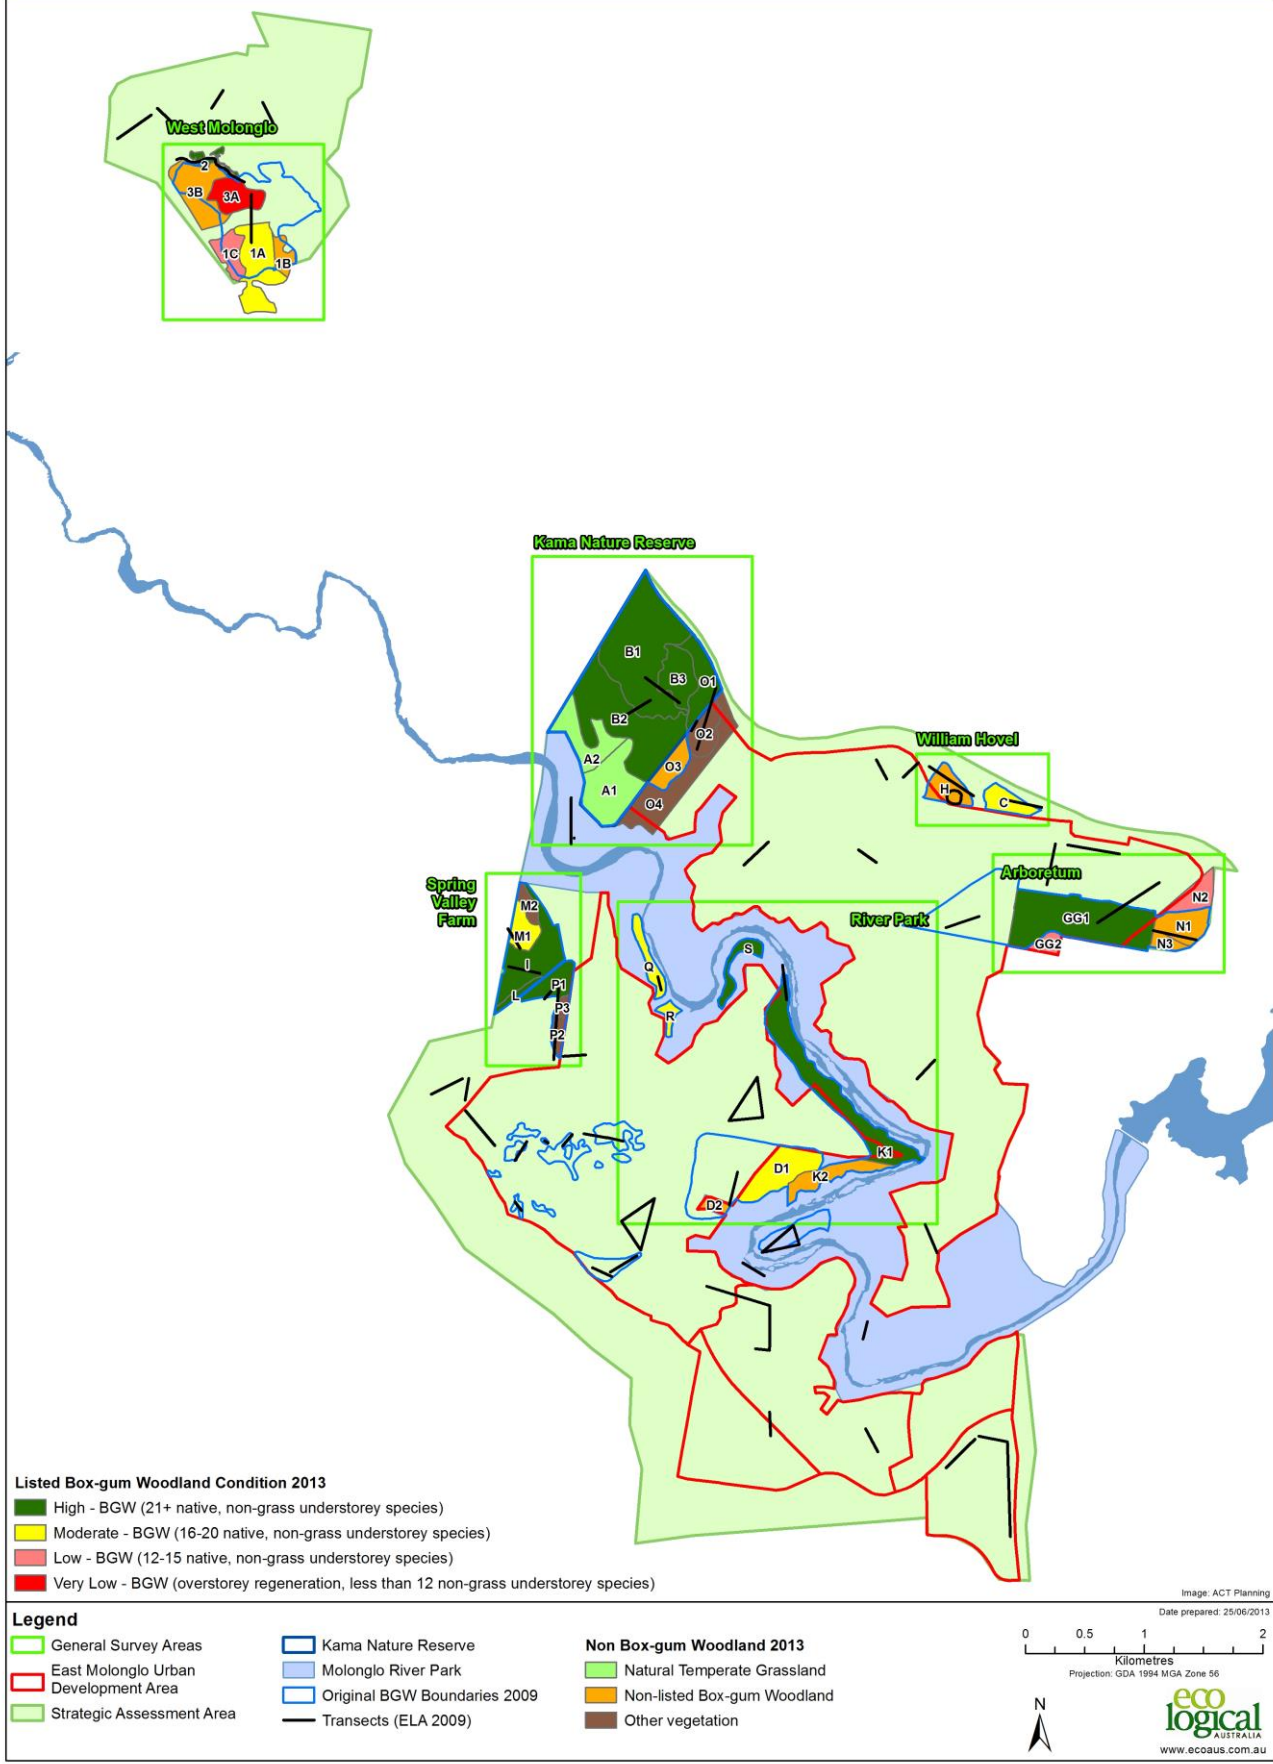 West Molonglo
2
3B
3A
1C
1A
1B
Kama Nature Reserve
B1
B3
O1
B2
O2
A2
O3
A1
O4
William Hovel
H
C
Arboretum
N2
GG1
N1
GG2
N3
Spring
Valley
Farm
M2
M1
I
L
P1
P3
P2
River Park
S
Q
R
K1
D1
K2
D2
Listed Box-gum Woodland Condition 2013
High - BGW (21+ native, non-grass understorey species)
Moderate - BGW (16-20 native, non-grass understorey species)
Low - BGW (12-15 native, non-grass understorey species)
Very Low - BGW (overstorey regeneration, less than 12 non-grass understorey species)
Image: ACT Planning
Legend
General Survey Areas
East Molonglo Urban
Development Area
Strategic Assessment Area
Kama Nature Reserve
Molonglo River Park
Original BGW Boundaries 2009
Transects (ELA 2009)
Non Box-gum Woodland 2013
Natural Temperate Grassland
Non-listed Box-gum Woodland
Other vegetation
Date prepared: 25/06/2013
0 0.5 1 2
Kilometres
Projection: GDA 1994 MGA Zone 56
N
eco
logical
AUSTRALIA
www.ecoaus.com.au